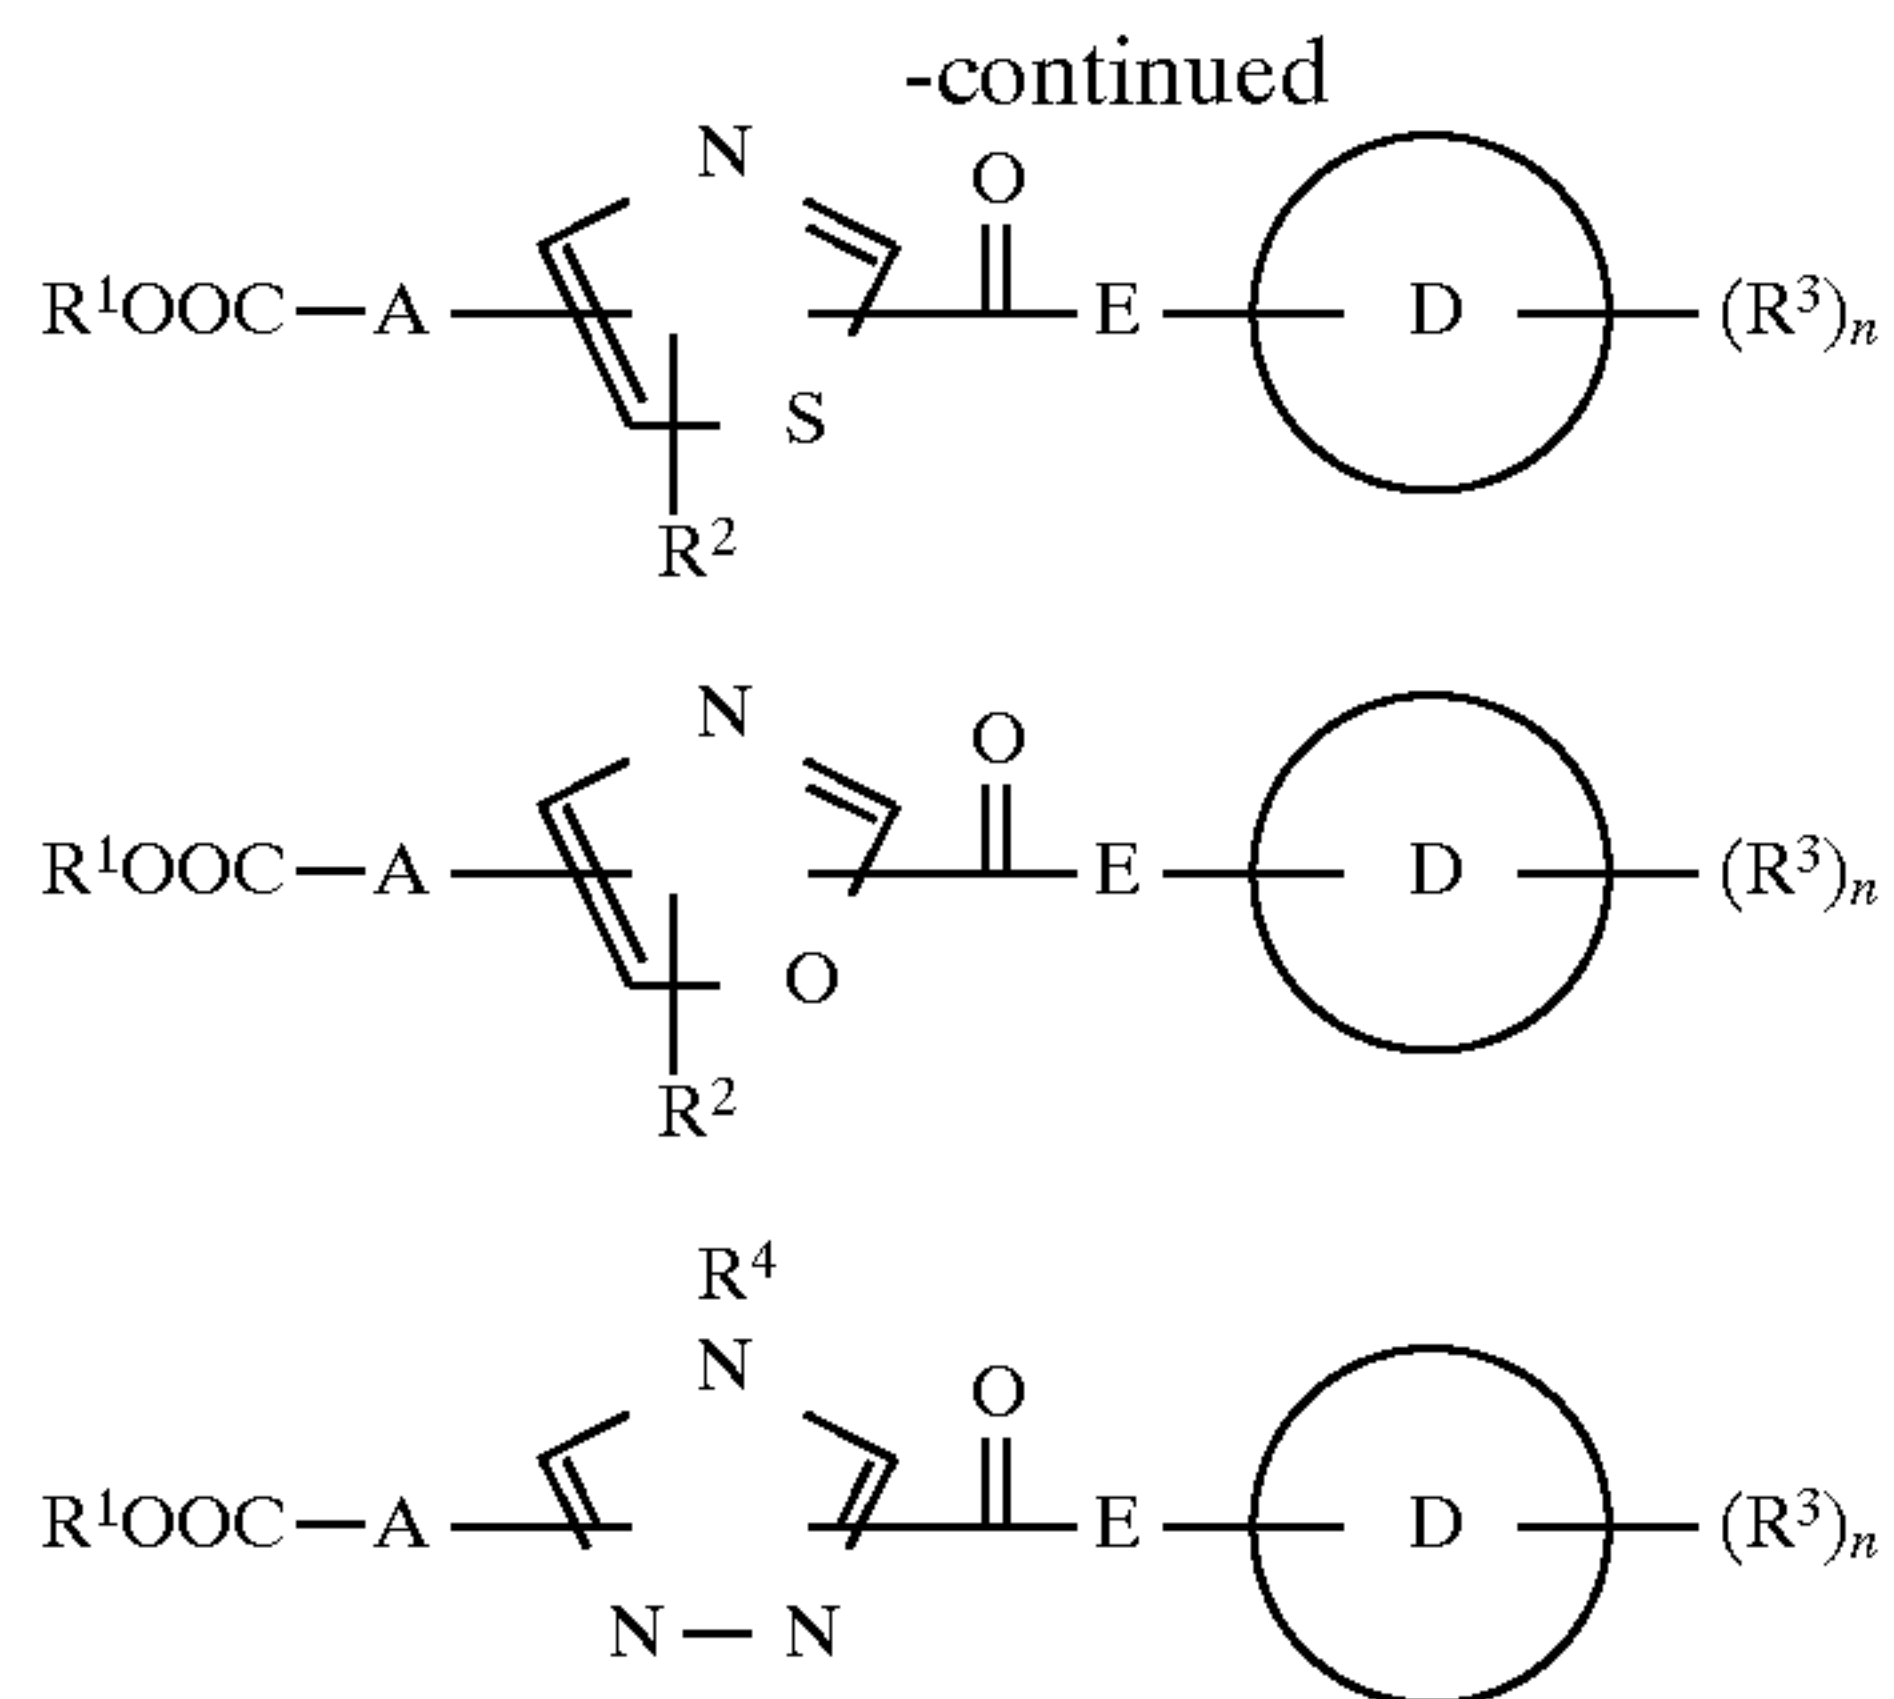 -continued
N
O
R¹OOC—A E D (R³)ₙ
S
R²
N
O
R¹OOC—A E D (R³)ₙ
O
R²
R⁴
N
O
R¹OOC—A E D (R³)ₙ
N—N